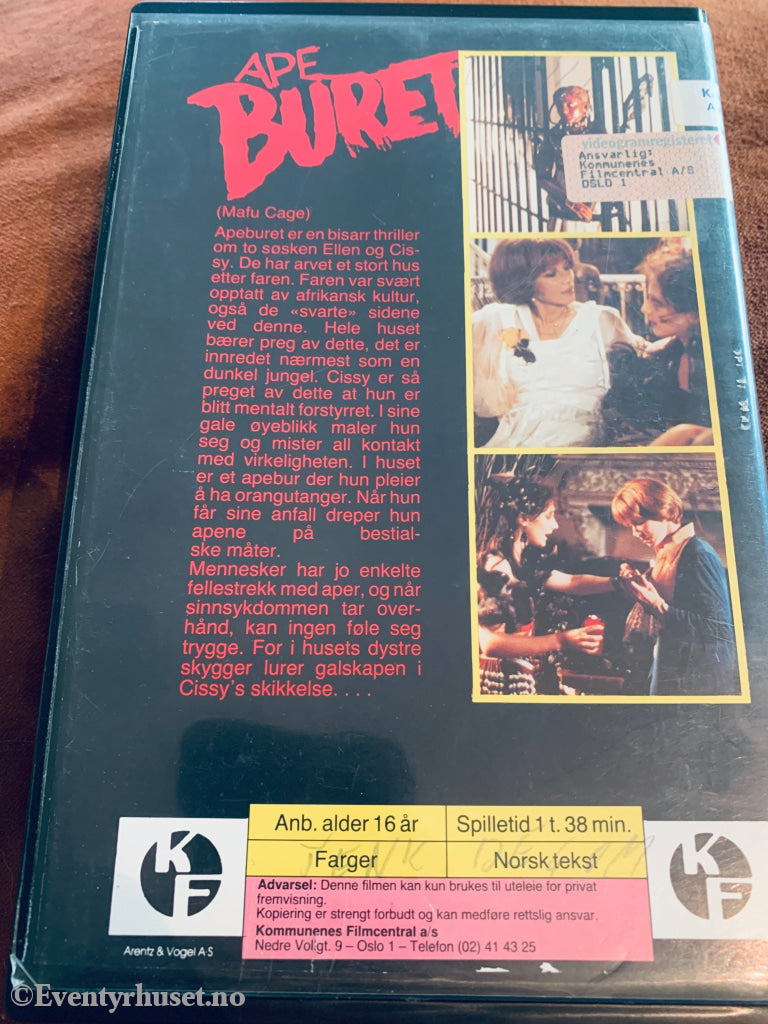 APE
BURET
(Mafu Cage)
Apeburet er en bisarr thriller
om to søsken Ellen og Cis-
sy. De har arvet et stort hus
etter faren. Faren var svært
opptatt av afrikansk kultur,
også de «svarte» sidene
ved denne. Hele huset
bærer preg av dette, det er
innredet nærmest som en
dunkel jungel. Cissy er så
preget av dette at hun er
blitt mentalt forstyrret. I sine
gale øyeblikk maler hun
seg og mister all kontakt
med virkeligheten. I huset
er et apebur der hun pleier
å ha orangutanger. Når hun
får sine anfall dreper hun
apene på bestial-
ske måter.
Mennesker har jo enkelte
fellestrekk med aper, og når
sinnsykdommen tar over-
hånd, kan ingen føle seg
trygge. For i husets dystre
skygger lurer galskapen i
Cissy's skikkelse. . . .
K
A
videogramregisteret
Ansvarlig:
Kommunenes
Filmcentral A/S
OSLO 1
Anb. alder 16 år
Spilletid 1 t. 38 min.
Farger
Norsk tekst
Advarsel: Denne filmen kan kun brukes til uteleie for privat
fremvisning.
Kopiering er strengt forbudt og kan medføre rettslig ansvar.
Kommunenes Filmcentral a/s
Nedre Vollgt. 9 – Oslo 1 – Telefon (02) 41 43 25
KF
KF
Arentz & Vogel A·S
©Eventyrhuset.no